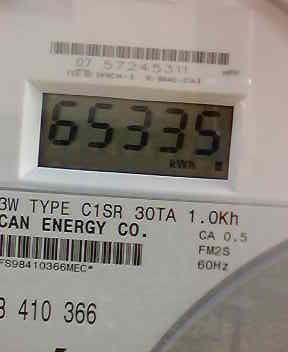 07 57245311
65335
kWh
3W TYPE C1SR 30TA 1.0Kh
CAN ENERGY CO.
CA 0.5
FM2S
60Hz
FS98410366MEC*
8 410 366